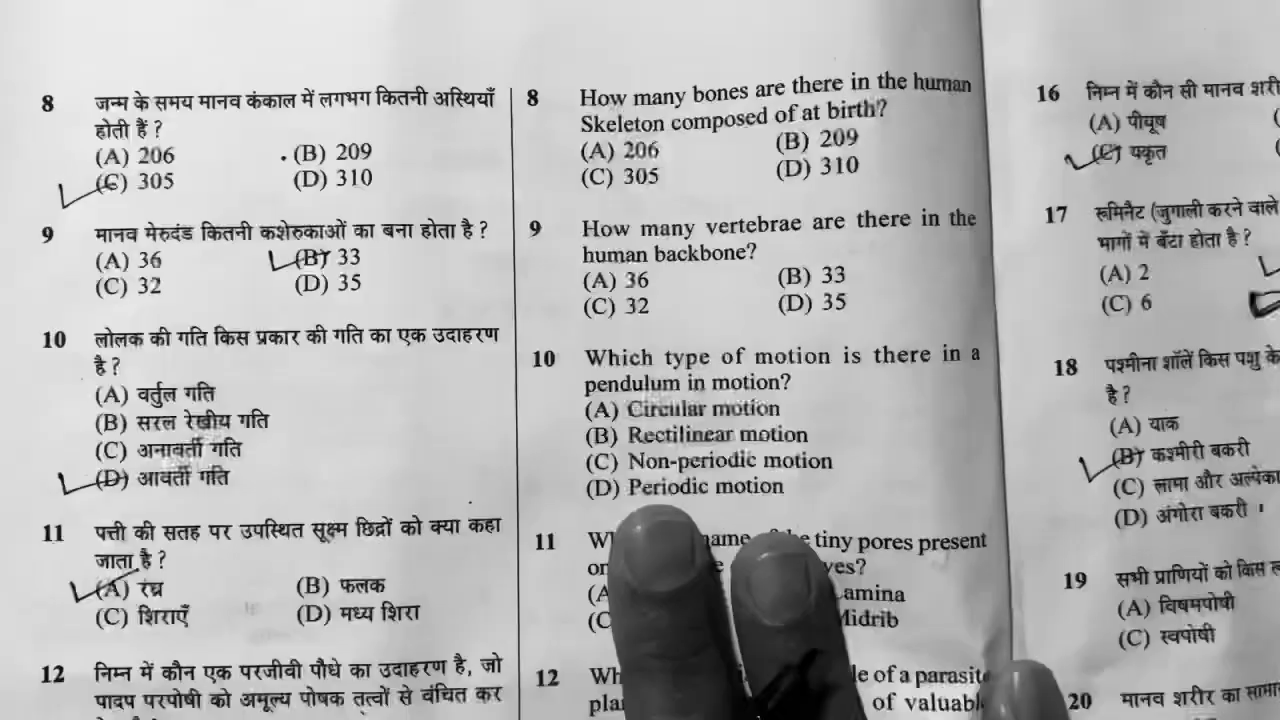 8 जन्म के समय मानव कंकाल में लगभग कितनी अस्थियाँ
होती हैं ?
(A) 206 (B) 209
(C) 305 (D) 310
9 मानव मेरुदंड कितनी कशेरुकाओं का बना होता है ?
(A) 36 (B) 33
(C) 32 (D) 35
10 लोलक की गति किस प्रकार की गति का एक उदाहरण
है ?
(A) वर्तुल गति
(B) सरल रेखीय गति
(C) अनावर्ती गति
(D) आवर्ती गति
11 पत्ती की सतह पर उपस्थित सूक्ष्म छिद्रों को क्या कहा
जाता है ?
(A) रंध्र (B) फलक
(C) शिराएँ (D) मध्य शिरा
12 निम्न में कौन एक परजीवी पौधे का उदाहरण है, जो
पादप परपोषी को अमूल्य पोषक तत्वों से वंचित कर
8 How many bones are there in the human
Skeleton composed of at birth?
(A) 206 (B) 209
(C) 305 (D) 310
9 How many vertebrae are there in the
human backbone?
(A) 36 (B) 33
(C) 32 (D) 35
10 Which type of motion is there in a
pendulum in motion?
(A) Circular motion
(B) Rectilinear motion
(C) Non-periodic motion
(D) Periodic motion
11 tiny pores present
12 of a parasite
of
16 निम्न में कौन सी मानव
(A) पीयूष
(C) यकृत
17 रूमिनैट (जुगाली करने वाले
भागों में बँटा होता है ?
(A) 2
(C) 6
18 पश्मीना शॉलें किस पशु के
है ?
(A) याक
(B) कश्मीरी बकरी
(C) लामा और अल्पेका
(D) अंगोरा बकरी
19 सभी प्राणियों को किस
(A) विषमपोषी
(C) स्वपोषी
20 मानव शरीर का